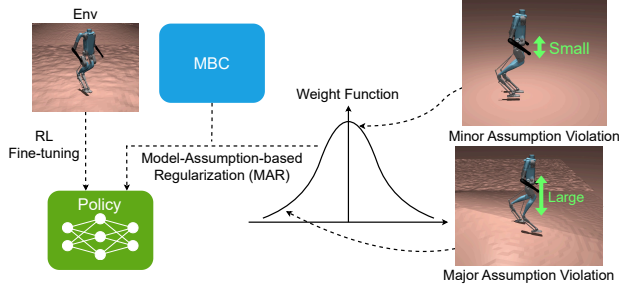 Env
MBC
RL
Fine-tuning
Model-Assumption-based
Regularization (MAR)
Policy
Weight Function
Small
Minor Assumption Violation
Large
Major Assumption Violation